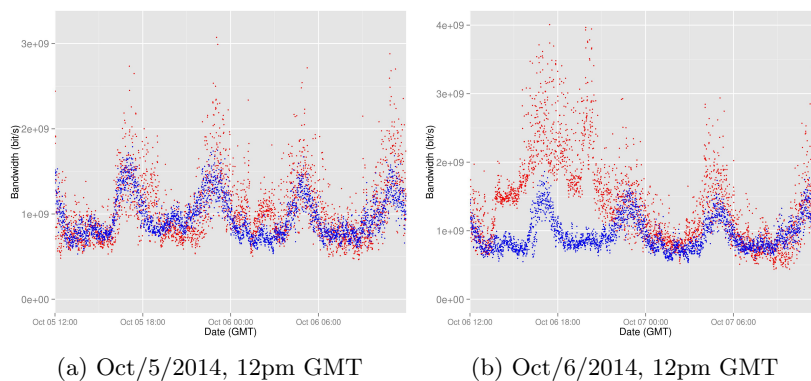 3e+09
2e+09
1e+09
0e+00
Bandwidth (bit/s)
Oct 05 12:00 Oct 05 18:00 Oct 06 00:00 Oct 06 06:00
Date (GMT)
(a) Oct/5/2014, 12pm GMT
4e+09
3e+09
2e+09
1e+09
0e+00
Bandwidth (bit/s)
Oct 06 12:00 Oct 06 18:00 Oct 07 00:00 Oct 07 06:00
Date (GMT)
(b) Oct/6/2014, 12pm GMT